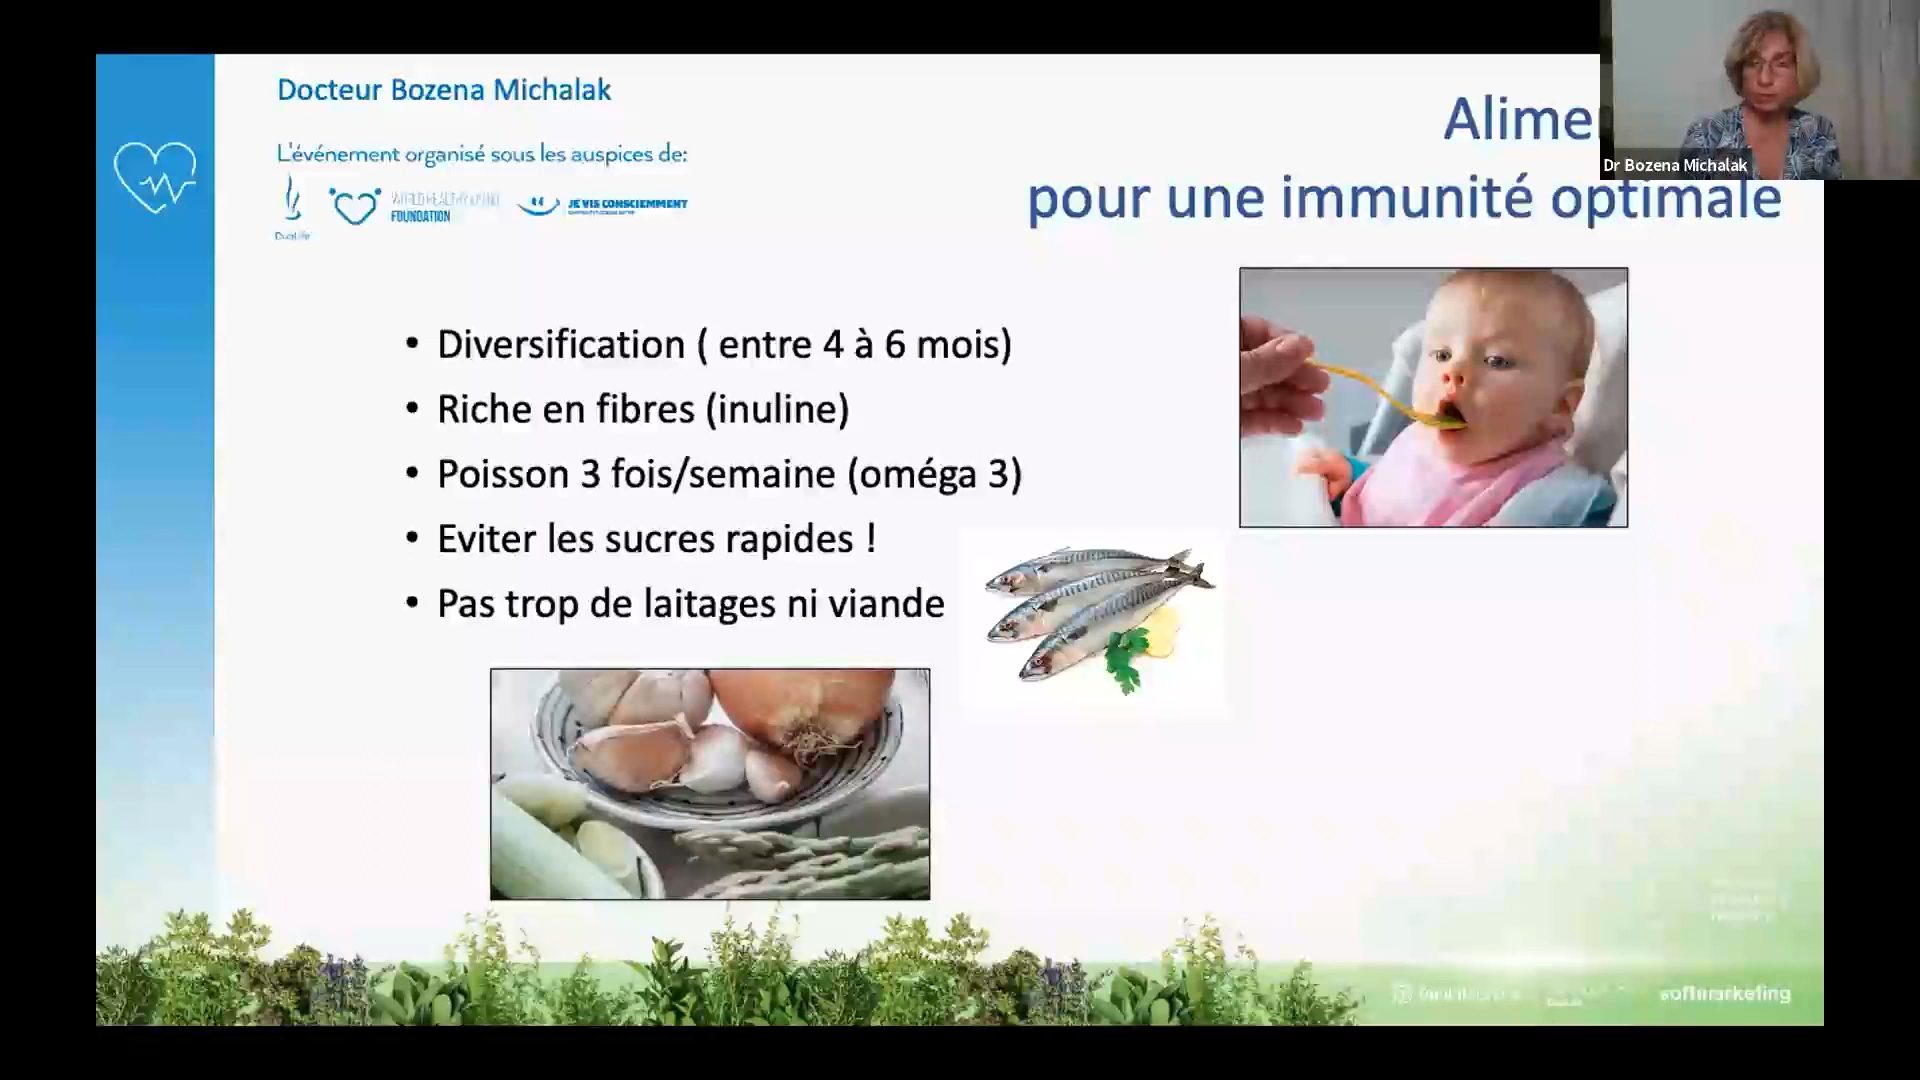 Docteur Bozena Michalak
L'événement organisé sous les auspices de:
DuoLife
WORLD HEALTHY LIVING
FOUNDATION
JE VIS CONSCIEMMENT
Alime
pour une immunité optimale
Dr Bozena Michalak
• Diversification ( entre 4 à 6 mois)
• Riche en fibres (inuline)
• Poisson 3 fois/semaine (oméga 3)
• Eviter les sucres rapides !
• Pas trop de laitages ni viande
softmarketing